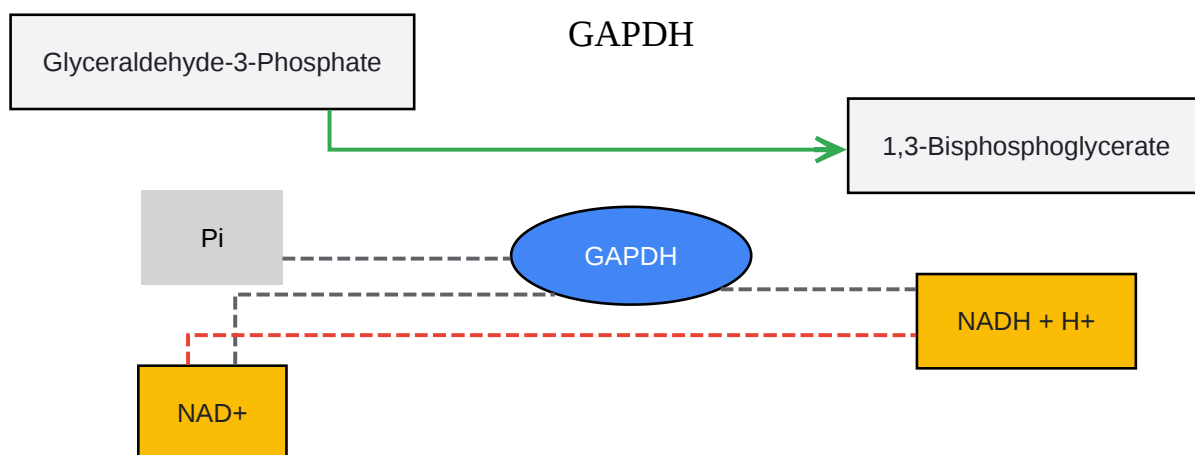 GAPDH
Glyceraldehyde-3-Phosphate
1,3-Bisphosphoglycerate
Pi
GAPDH
NADH + H+
NAD+